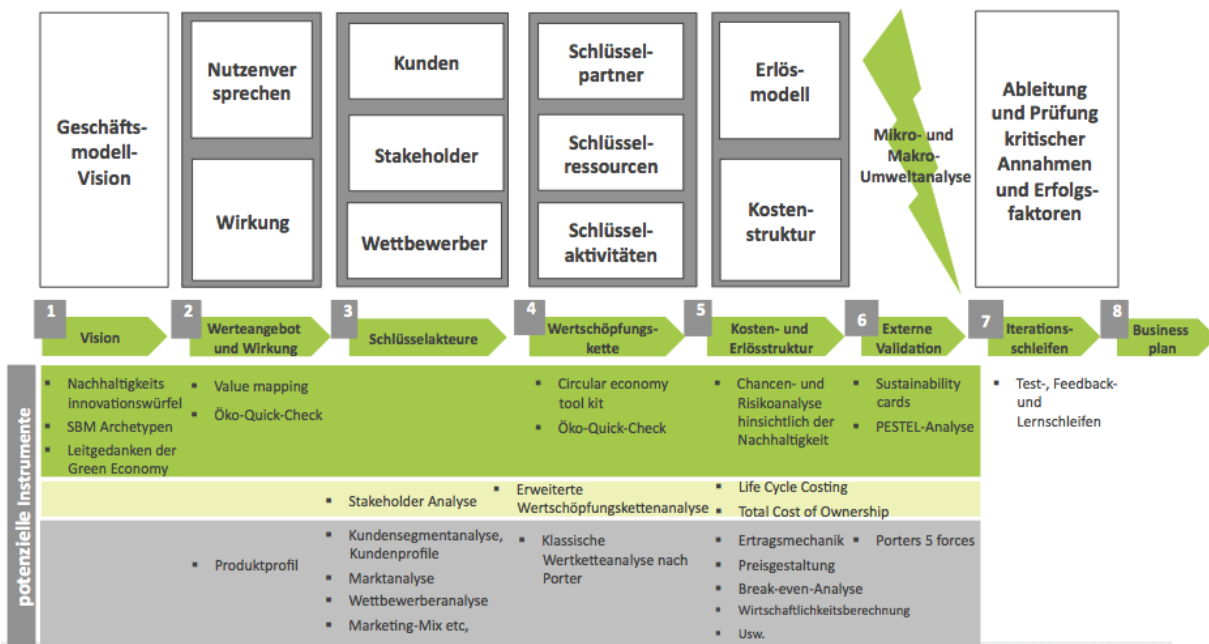 Geschäfts-
modell-
Vision
Nutzenver
sprechen
Wirkung
Kunden
Stakeholder
Wettbewerber
Schlüssel-
partner
Schlüssel-
ressourcen
Schlüssel-
aktivitäten
Erlös-
modell
Kosten-
struktur
Mikro- und
Makro-
Umweltanalyse
Ableitung
und Prüfung
kritischer
Annahmen
und Erfolgs-
faktoren
1
Vision
2
Werteangebot
und Wirkung
3
Schlüsselakteure
4
Wertschöpfungs-
kette
5
Kosten- und
Erlösstruktur
6
Externe
Validation
7
Iterations-
schleifen
8
Business
plan
potenzielle Instrumente
▪ Nachhaltigkeits
innovationswürfel
▪ SBM Archetypen
▪ Leitgedanken der
Green Economy
▪ Value mapping
▪ Öko-Quick-Check
▪ Circular economy
tool kit
▪ Öko-Quick-Check
▪ Chancen- und
Risikoanalyse
hinsichtlich der
Nachhaltigkeit
▪ Sustainability
cards
▪ PESTEL-Analyse
▪ Test-, Feedback-
und
Lernschleifen
▪ Stakeholder Analyse
▪ Erweiterte
Wertschöpfungskettenanalyse
▪ Life Cycle Costing
▪ Total Cost of Ownership
▪ Produktprofil
▪ Kundensegmentanalyse,
Kundenprofile
▪ Marktanalyse
▪ Wettbewerberanalyse
▪ Marketing-Mix etc,
▪ Klassische
Wertketteanalyse nach
Porter
▪ Ertragsmechanik
▪ Preisgestaltung
▪ Break-even-Analyse
▪ Wirtschaftlichkeitsberechnung
▪ Usw.
▪ Porters 5 forces